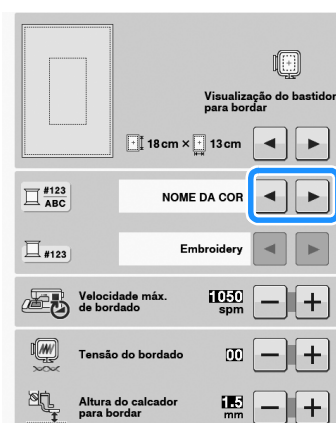 Visualização do bastidor
para bordar
18 cm × 13 cm
#123
ABC
NOME DA COR
#123
Embroidery
Velocidade máx.
de bordado
1050
spm
Tensão do bordado
00
Altura do calcador
para bordar
1.5
mm